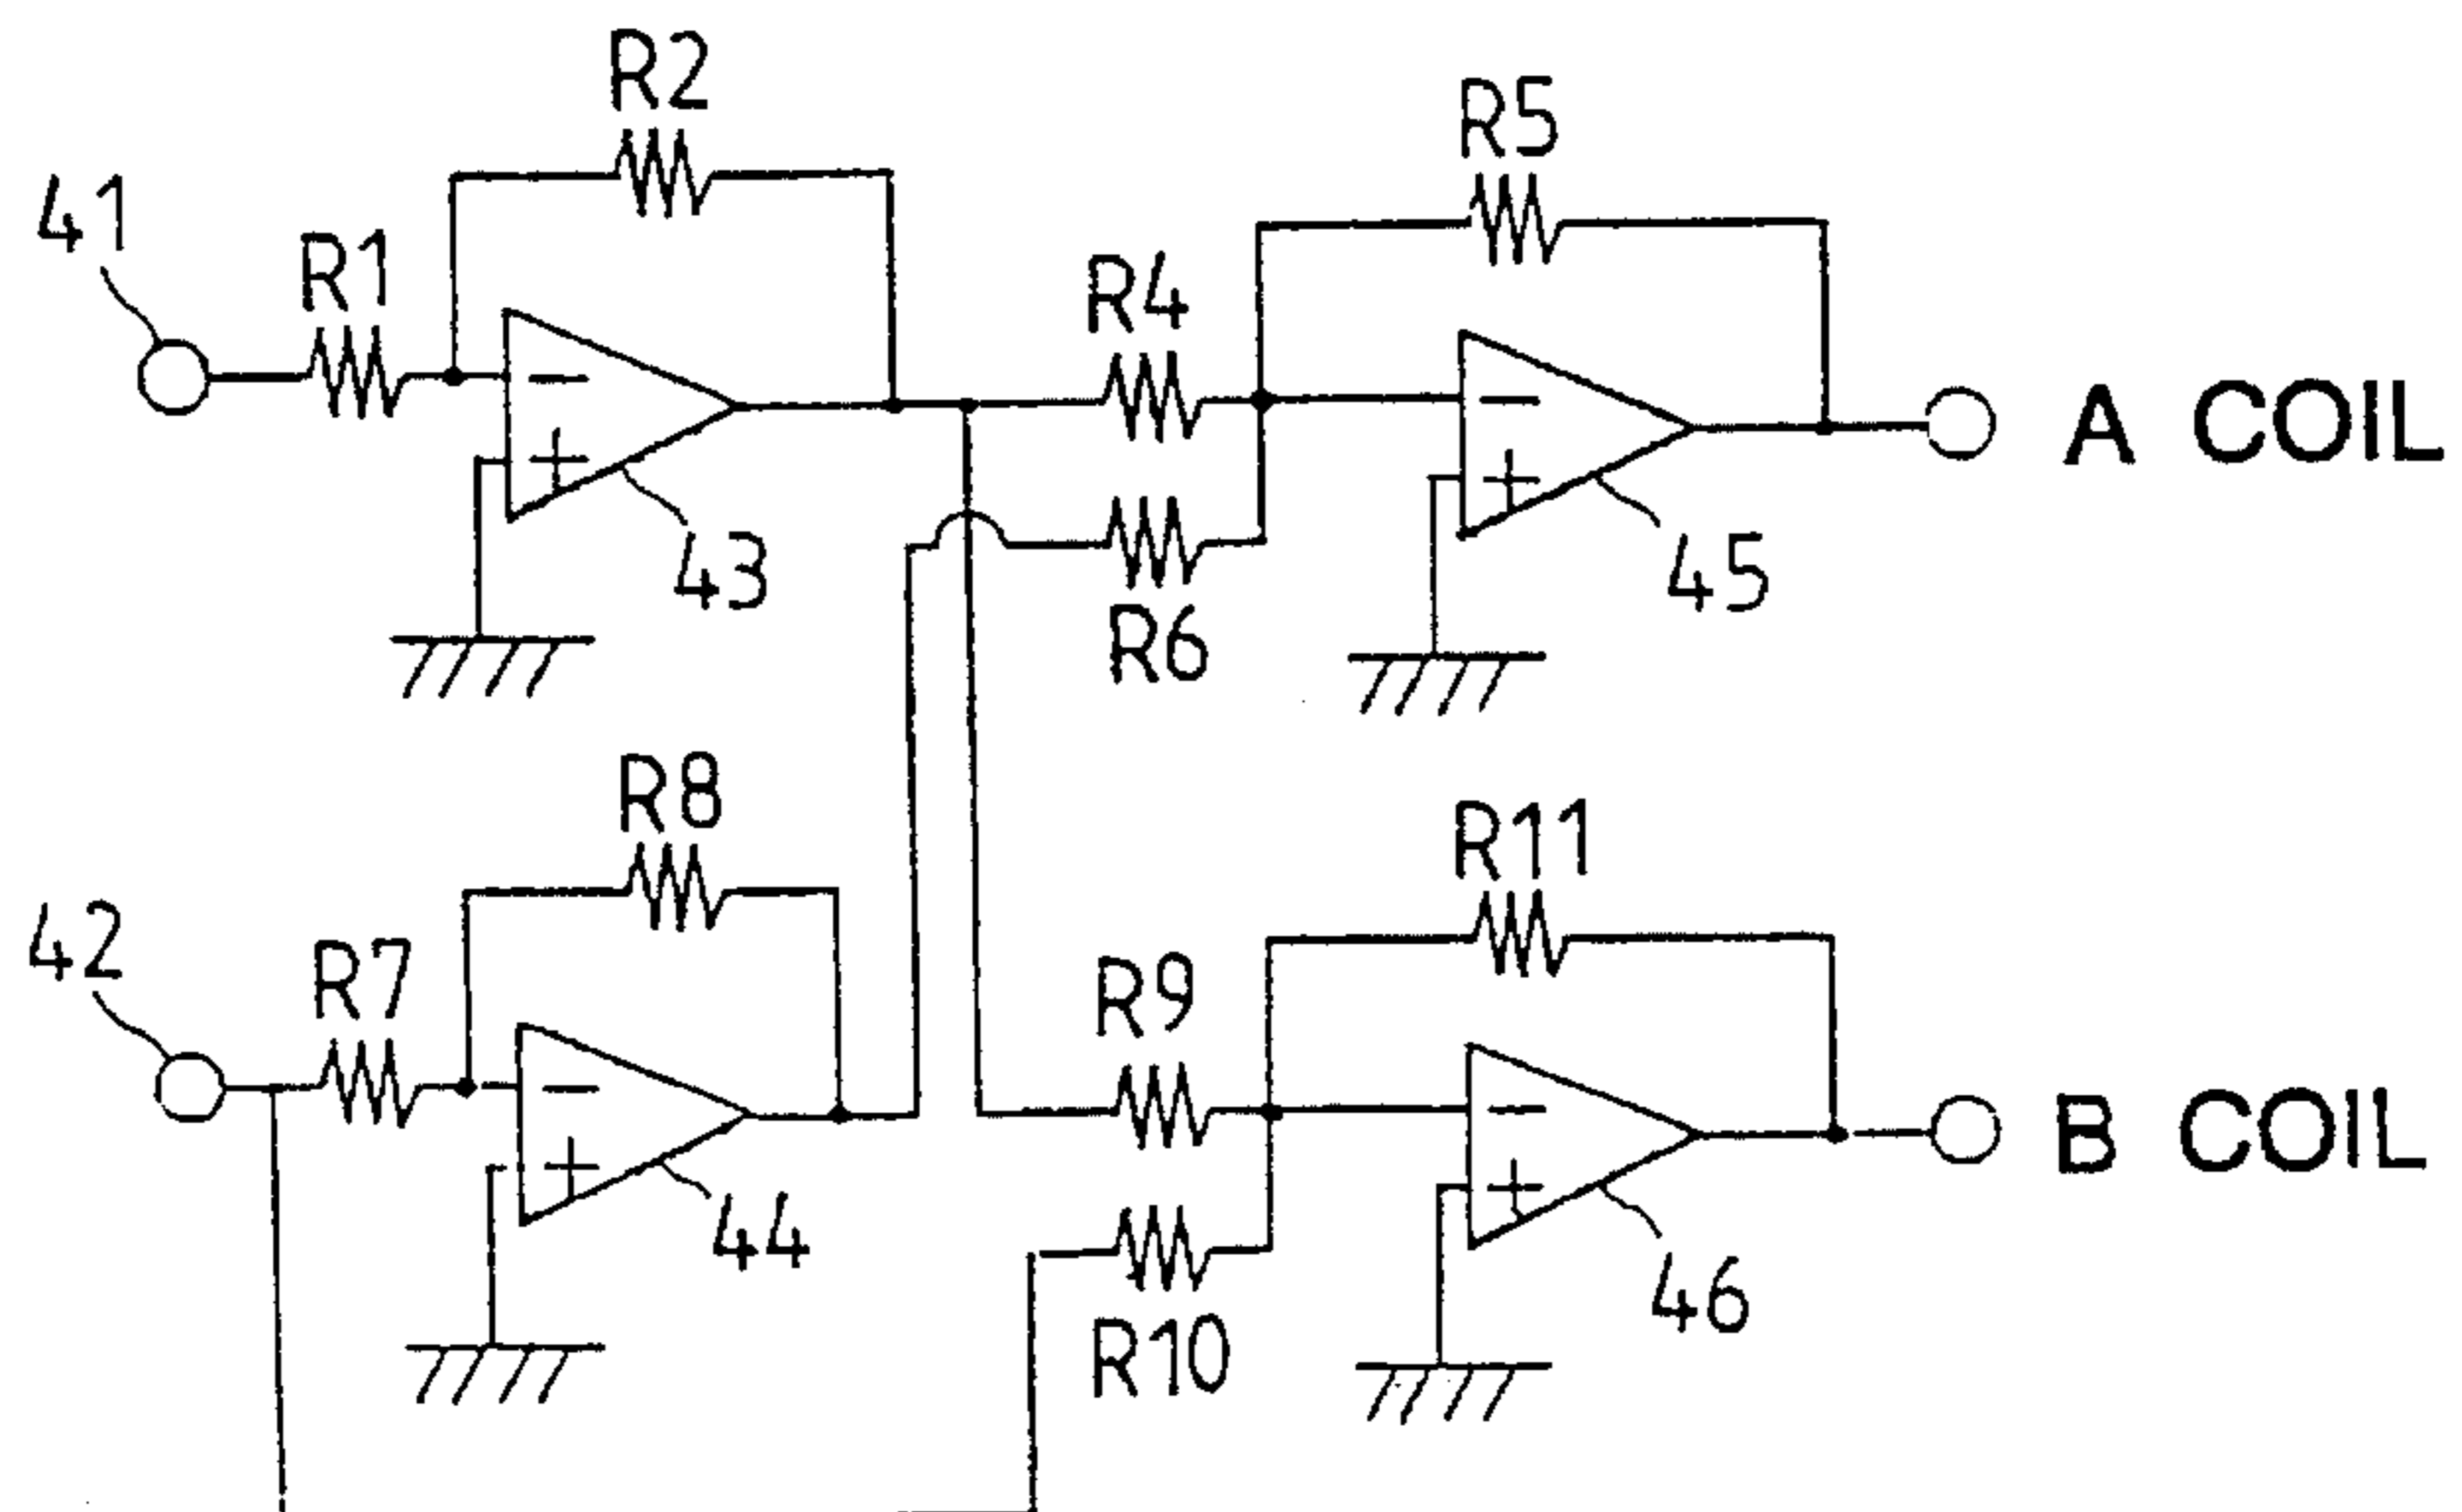 R2
R5
41
R1
R4
−
−
A COIL
+
+
43
45
R6
R8
R11
42
R7
R9
−
−
B COIL
+
+
44
46
R10